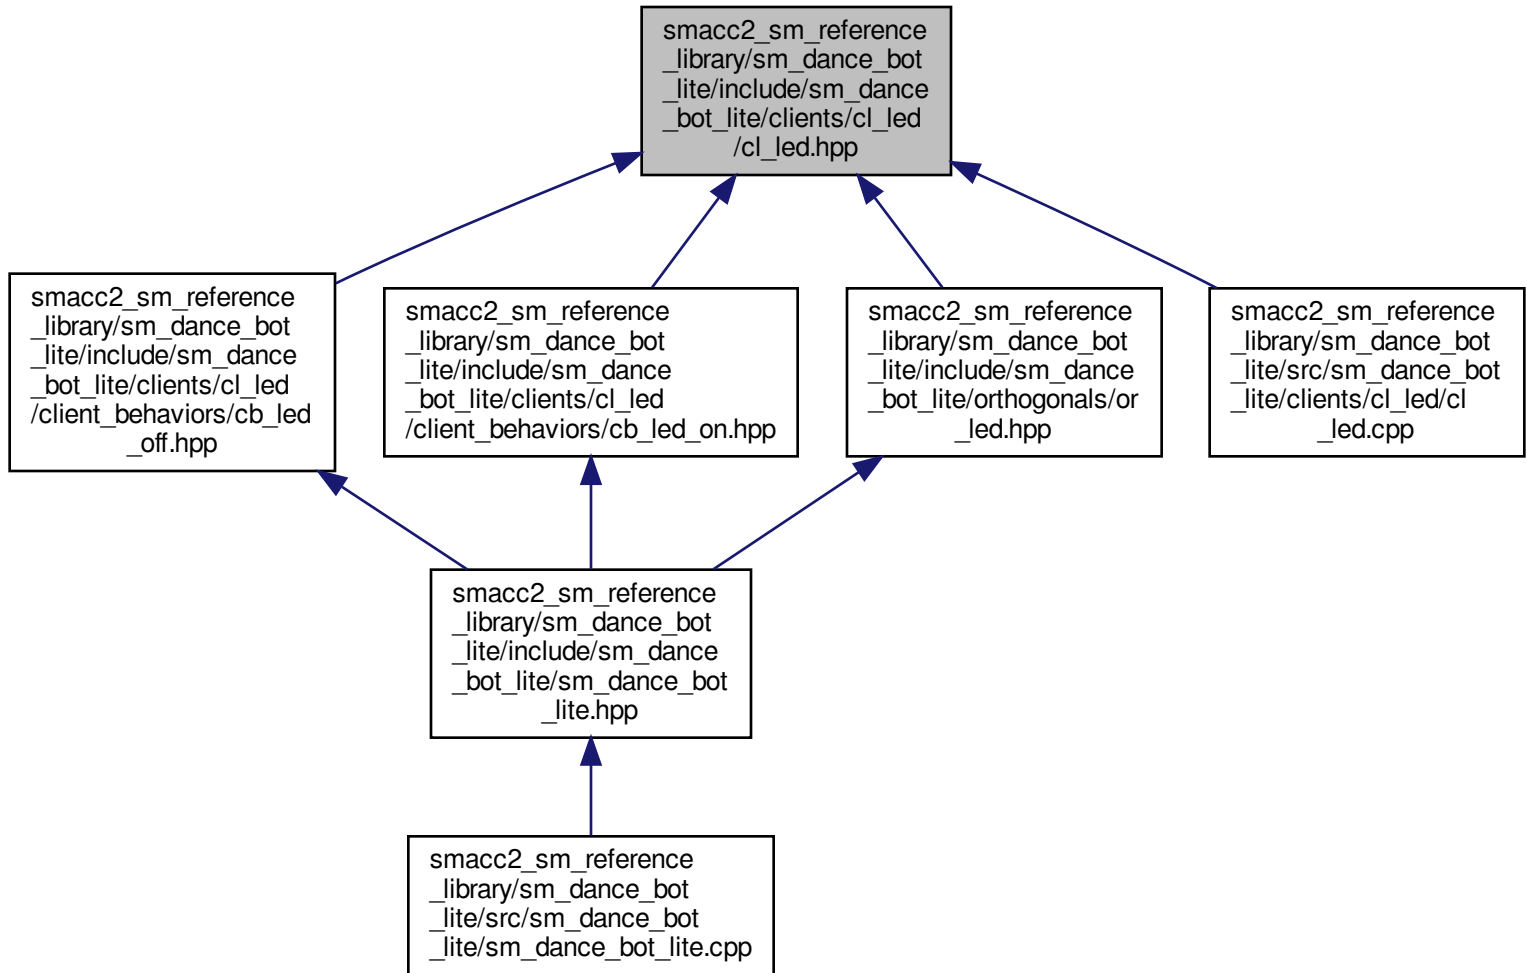 smacc2_sm_reference
_library/sm_dance_bot
_lite/include/sm_dance
_bot_lite/clients/cl_led
/cl_led.hpp
smacc2_sm_reference
_library/sm_dance_bot
_lite/include/sm_dance
_bot_lite/clients/cl_led
/client_behaviors/cb_led
_off.hpp
smacc2_sm_reference
_library/sm_dance_bot
_lite/include/sm_dance
_bot_lite/clients/cl_led
/client_behaviors/cb_led_on.hpp
smacc2_sm_reference
_library/sm_dance_bot
_lite/include/sm_dance
_bot_lite/orthogonals/or
_led.hpp
smacc2_sm_reference
_library/sm_dance_bot
_lite/src/sm_dance_bot
_lite/clients/cl_led/cl
_led.cpp
smacc2_sm_reference
_library/sm_dance_bot
_lite/include/sm_dance
_bot_lite/sm_dance_bot
_lite.hpp
smacc2_sm_reference
_library/sm_dance_bot
_lite/src/sm_dance_bot
_lite/sm_dance_bot_lite.cpp